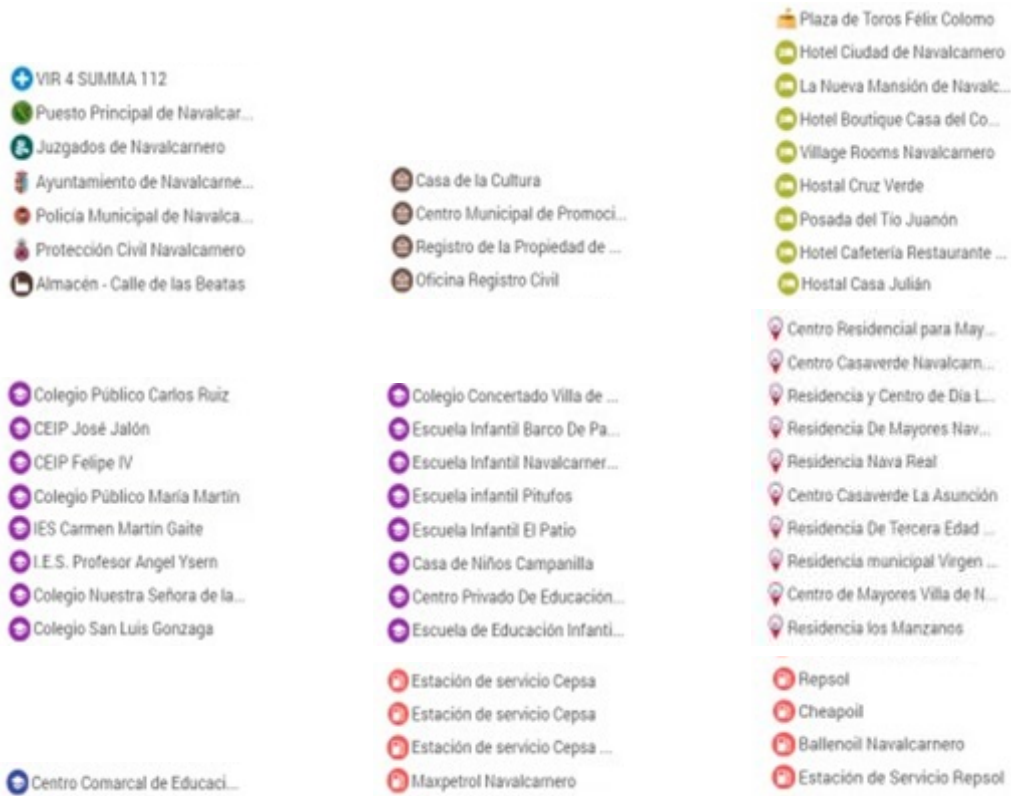 VIR 4 SUMMA 112
Puesto Principal de Navalcar...
Juzgados de Navalcarnero
Ayuntamiento de Navalcarne...
Policía Municipal de Navalca...
Protección Civil Navalcarnero
Almacén - Calle de las Beatas
Casa de la Cultura
Centro Municipal de Promoci...
Registro de la Propiedad de ...
Oficina Registro Civil
Plaza de Toros Félix Colomo
Hotel Ciudad de Navalcarnero
La Nueva Mansión de Navalc...
Hotel Boutique Casa del Co...
Village Rooms Navalcarnero
Hostal Cruz Verde
Posada del Tío Juanón
Hotel Cafetería Restaurante ...
Hostal Casa Julián
Colegio Público Carlos Ruiz
CEIP José Jalón
CEIP Felipe IV
Colegio Público María Martín
IES Carmen Martín Gaite
I.E.S. Profesor Angel Ysern
Colegio Nuestra Señora de la...
Colegio San Luis Gonzaga
Colegio Concertado Villa de ...
Escuela Infantil Barco De Pa...
Escuela Infantil Navalcarner...
Escuela infantil Pitufos
Escuela Infantil El Patio
Casa de Niños Campanilla
Centro Privado De Educación...
Escuela de Educación Infanti...
Centro Residencial para May...
Centro Casaverde Navalcarn...
Residencia y Centro de Día L...
Residencia De Mayores Nav...
Residencia Nava Real
Centro Casaverde La Asunción
Residencia De Tercera Edad ...
Residencia municipal Virgen ...
Centro de Mayores Villa de N...
Residencia los Manzanos
Centro Comarcal de Educaci...
Estación de servicio Cepsa
Estación de servicio Cepsa
Estación de servicio Cepsa ...
Maxpetrol Navalcarnero
Repsol
Cheapoil
Ballenoil Navalcarnero
Estación de Servicio Repsol